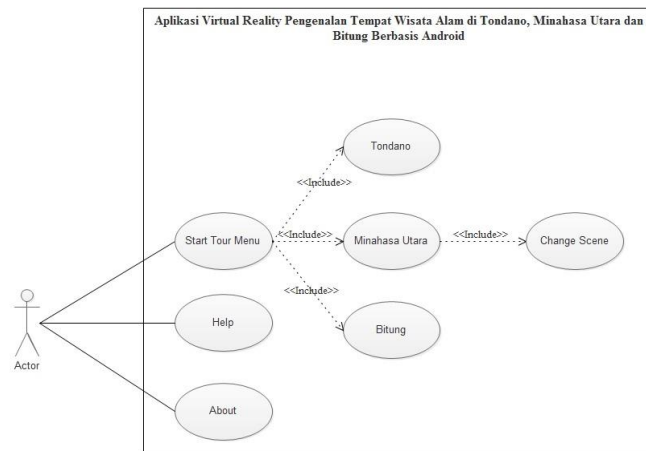 Aplikasi Virtual Reality Pengenalan Tempat Wisata Alam di Tondano, Minahasa Utara dan
Bitung Berbasis Android
Tondano
<<Include>>
Start Tour Menu
<<Include>>
Minahasa Utara
<<Include>>
Change Scene
<<Include>>
Help
Bitung
Actor
About